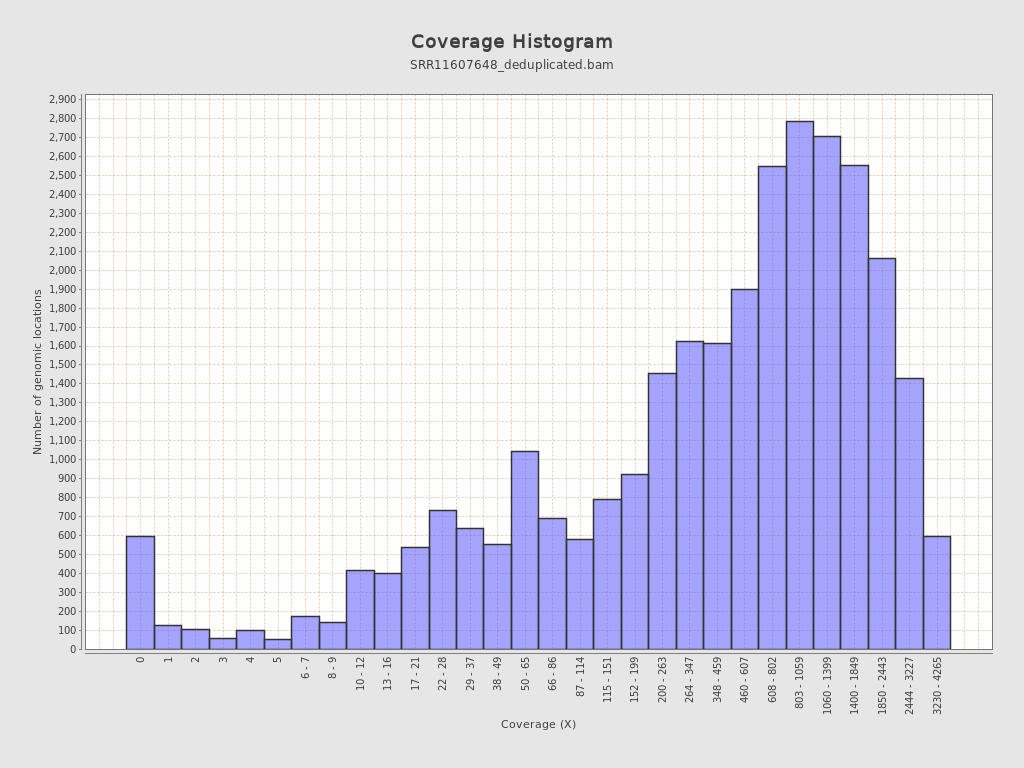 Coverage Histogram
SRR11607648_deduplicated.bam
Number of genomic locations
2,900
2,800
2,700
2,600
2,500
2,400
2,300
2,200
2,100
2,000
1,900
1,800
1,700
1,600
1,500
1,400
1,300
1,200
1,100
1,000
900
800
700
600
500
400
300
200
100
0
0
1
2
3
4
5
6 - 7
8 - 9
10 - 12
13 - 16
17 - 21
22 - 28
29 - 37
38 - 49
50 - 65
66 - 86
87 - 114
115 - 151
152 - 199
200 - 263
264 - 347
348 - 459
460 - 607
608 - 802
803 - 1059
1060 - 1399
1400 - 1849
1850 - 2443
2444 - 3227
3230 - 4265
Coverage (X)